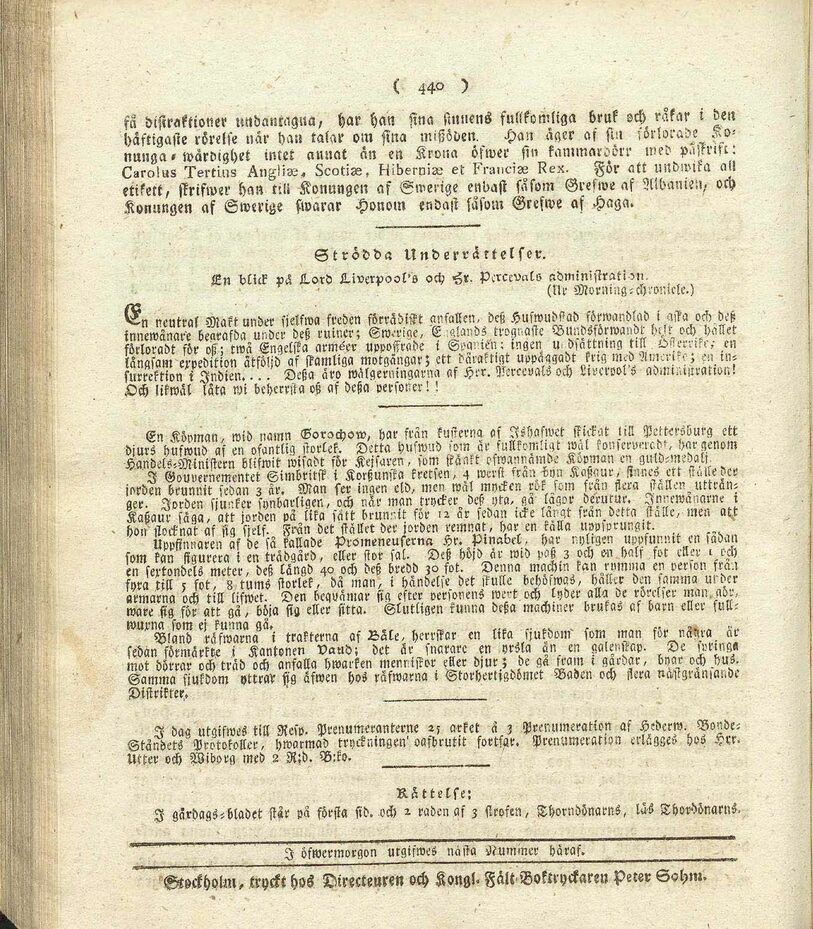 ( 440 )
få distraktioner undantagna, har han sina sinnens fullkomliga bruk och råkar i den
häftigaste rörelse när han talar om sina mißöden. Han äger af sin förlorade Ko-
nunga-wärdighet intet annat än en Krona öfwer sin kammardörr med påskrift:
Carolus Tertius Angliæ, Scotiæ, Hiberniæ et Franciæ Rex. För att undwika all
etikett, skrifwer han till Konungen af Swerige endast såsom Grefwe af Albanien, och
Konungen af Swerige swarar Honom endast såsom Grefwe af Haga.
Strödda Underrättelser.
En blick på Lord Liverpool's och Hr. Percevals administration.
(Ur Morning-chronicle.)
En neutral Makt under sjelfwa freden förrädiskt anfallen, deß Hufwudstad förwandlad i aska och deß
innewånare begrafda under deß ruiner; Swerige, Englands trognaste Bundsförwandt helt och hållet
förloradt för oß; twå Engelska arméer uppoffrade i Spanien; ingen undsättning till Österrike; en
långsam expedition åtföljd af skamliga motgångar; ett dåraktigt uppäggadt krig med Amerika; en in-
surrektion i Indien.... Deßa äro wälgerningarna af Hrr. Percevals och Liverpool's administration!
Och likwäl låta wi beherrska oß af deßa personer!!
En Köpman, wid namn Gorochow, har från kusterna af Ishafwet skickat till Pettersburg ett
djurs hufwud af en ofantlig storlek. Detta hufwud som är fullkomligt wäl konserveradt, har genom
Handels-Ministern blifwit wisadt för Kejsaren, som skänkt ofwannämde Köpman en guld-medalj.
I Gouvernementet Simbritsk i Korßunska kretsen, 4 werst från byn Kaßaur, finnes ett ställe der
jorden brunnit sedan 3 år. Man ser ingen eld, men wäl mycken rök som från flera ställen utträn-
ger. Jorden sjunker synbarligen, och när man trycker deß yta, gå lågor derutur. Innewånarne i
Kaßaur säga, att jorden på lika sätt brunnit för 12 år sedan icke långt från detta ställe, men att
hon slocknat af sig sjelf. Från det stället der jorden remnat, har en källa uppsprungit.
Uppfinnaren af de så kallade Promeneuserna Hr. Pinabel, har nyligen uppfunnit en sådan
som kan figurera i en trädgård, eller stor sal. Deß höjd är wid paß 3 och en half fot eller 1 och
en sextondels meter, deß längd 40 och deß bredd 30 fot. Denna machin kan rymma en person från
fyra till 5 fot, 8 tums storlek, då man, i händelse det skulle behöfwas, håller den samma under
armarna och till lifwet. Den beqwämar sig efter personens wext och lyder alla de rörelser man gör,
ware sig för att gå, böja sig eller sitta. Slutligen kunna deßa machiner brukas af barn eller full-
wuxna som ej kunna gå.
Bland räfwarna i trakterna af Bâle, herrskar en lika sjukdom som man för några år
sedan förmärkte i Kantonen Vaud; det är snarare en yrsla än en galenskap. De springa
mot dörrar och träd och anfalla hwarken menniskor eller djur; de gå fram i gårdar, byar och hus.
Samma sjukdom yttrar sig äfwen hos räfwarna i Storhertigdömet Baden och flera nästgränsande
Distrikter.
I dag utgifwes till Resp. Prenumeranterne 25 arket å 3 Prenumeration af Hederw. Bonde-
Ståndets Protokoller, hwarmed tryckningen oafbrutit fortfar. Prenumeration erlägges hos Hrr.
Utter och Wiborg med 2 R:d. B:ko.
Rättelse:
I gårdags-bladet står på första sid. och 2 raden af 3 strofen, Thorndönarns, läs Thordönarns.
I öfwermorgon utgifwes nästa Nummer häraf.
Stockholm, tryckt hos Directeuren och Kongl. Fält-Boktryckaren Peter Sohm.